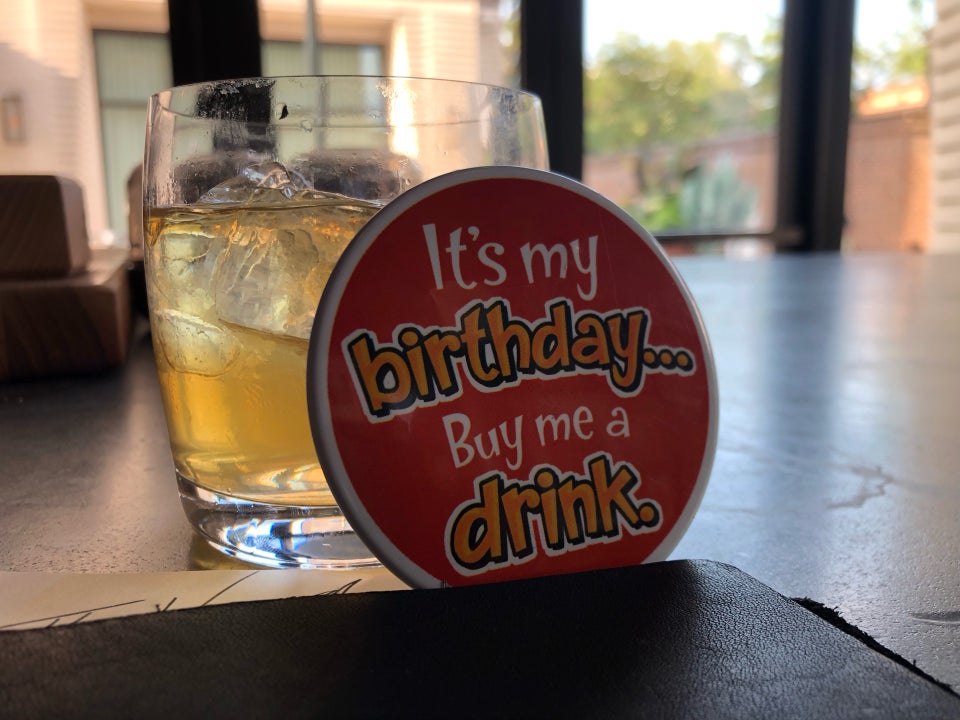 It's my
birthday...
Buy me a
drink.